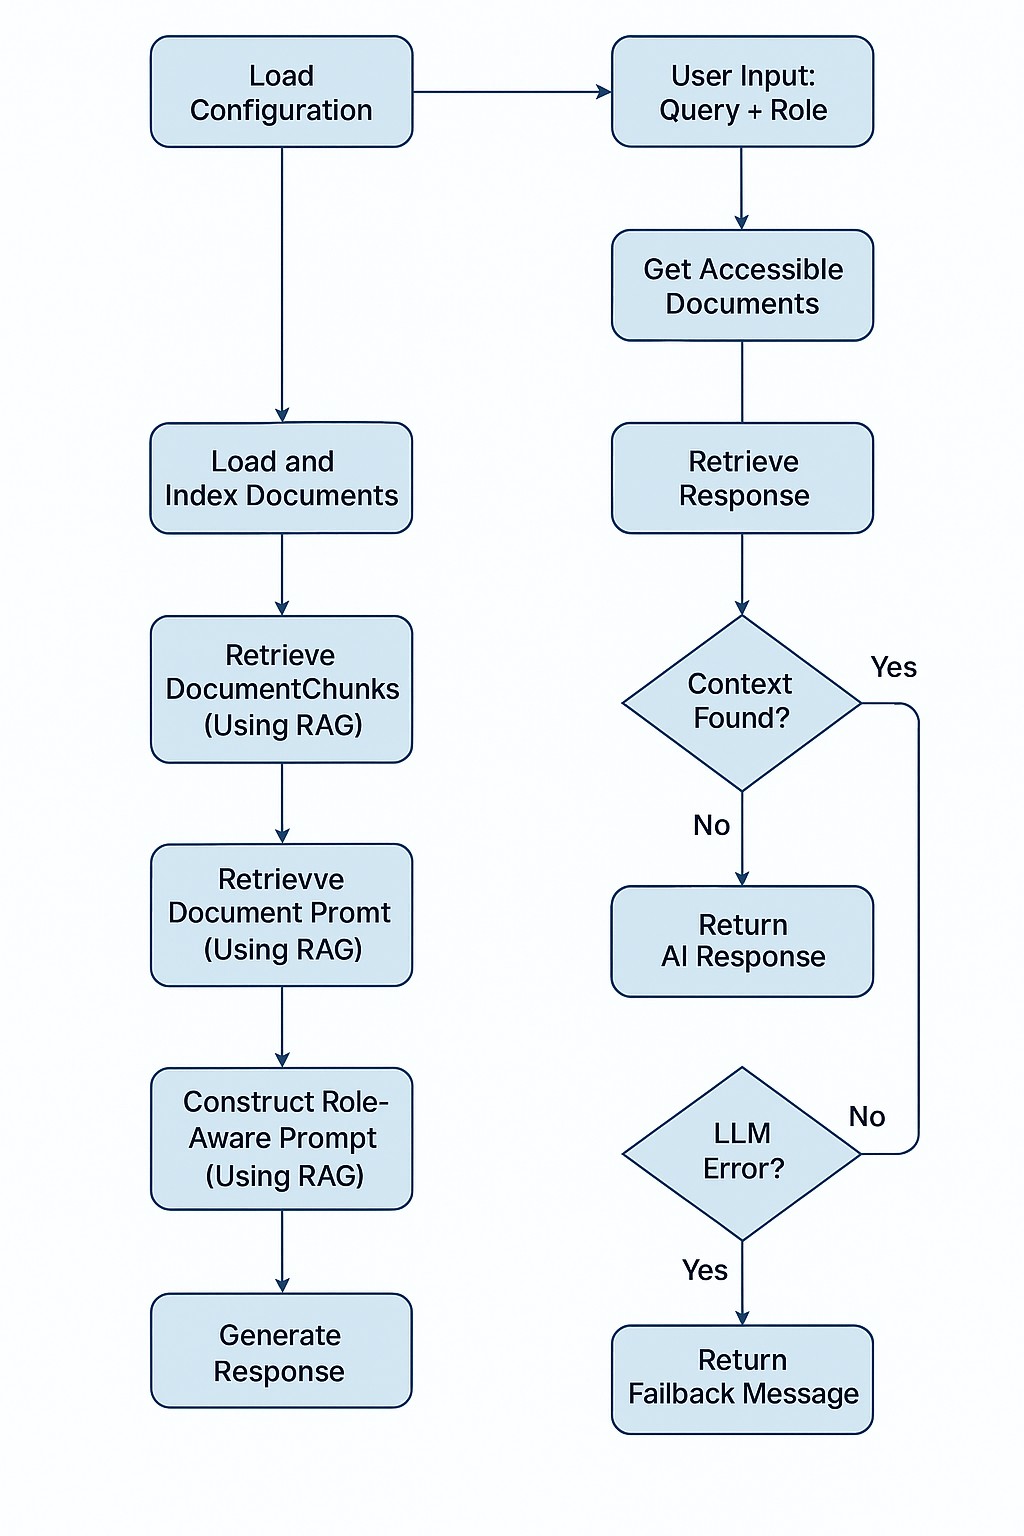 Load
Configuration
User Input:
Query + Role
Get Accessible
Documents
Load and
Index Documents
Retrieve
Response
Retrieve
DocumentChunks
(Using RAG)
Context
Found?
Yes
No
Retrievve
Document Promt
(Using RAG)
Return
AI Response
Construct Role-
Aware Prompt
(Using RAG)
LLM
Error?
No
Yes
Generate
Response
Return
Failback Message